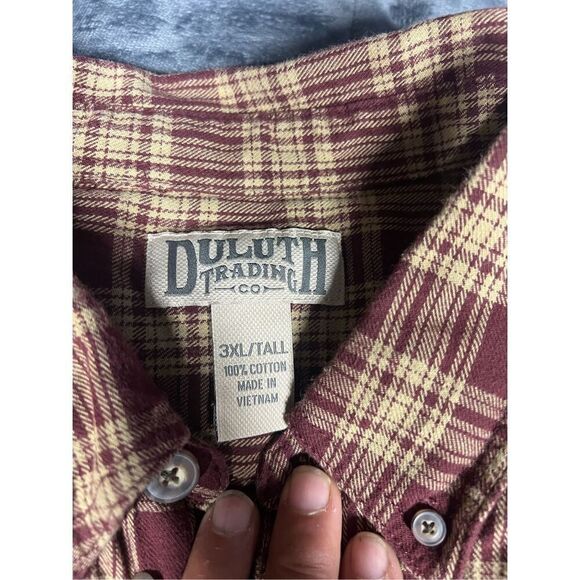 DULUTH
TRADING
CO
3XL/TALL
100% COTTON
MADE IN
VIETNAM